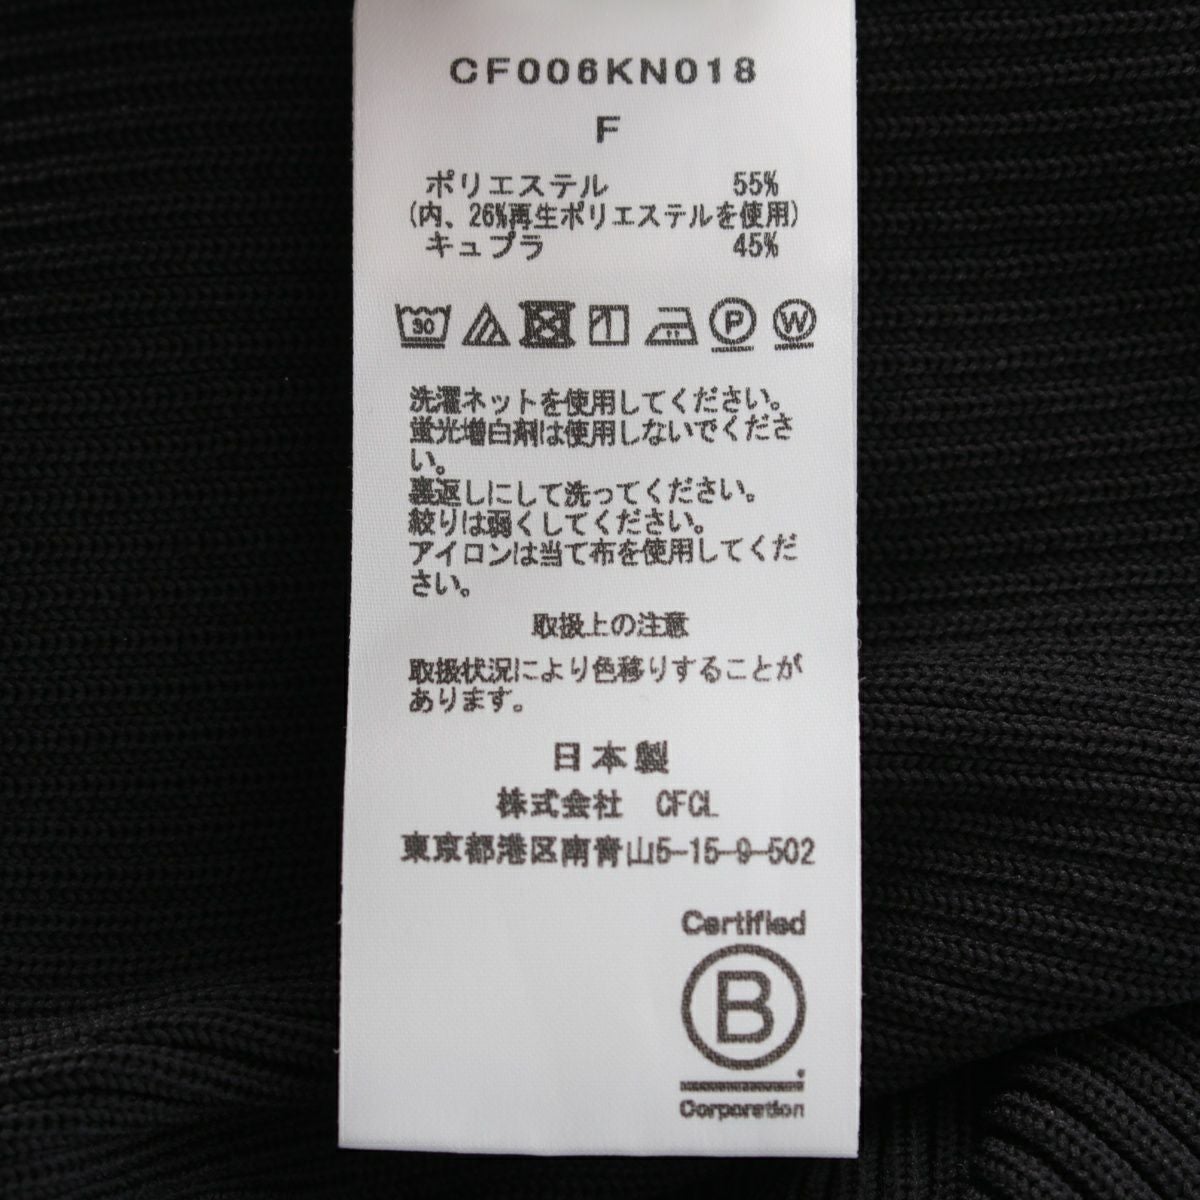 CF006KN018
F
ポリエステル 55%
(内、26%再生ポリエステルを使用)
キュプラ 45%
30 P W
洗濯ネットを使用してください。
蛍光増白剤は使用しないでくださ
い。
裏返しにして洗ってください。
絞りは弱くしてください。
アイロンは当て布を使用してくだ
さい。
取扱上の注意
取扱状況により色移りすることが
あります。
日本製
株式会社 CFCL
東京都港区南青山5-15-9-502
Certified
B
Corporation